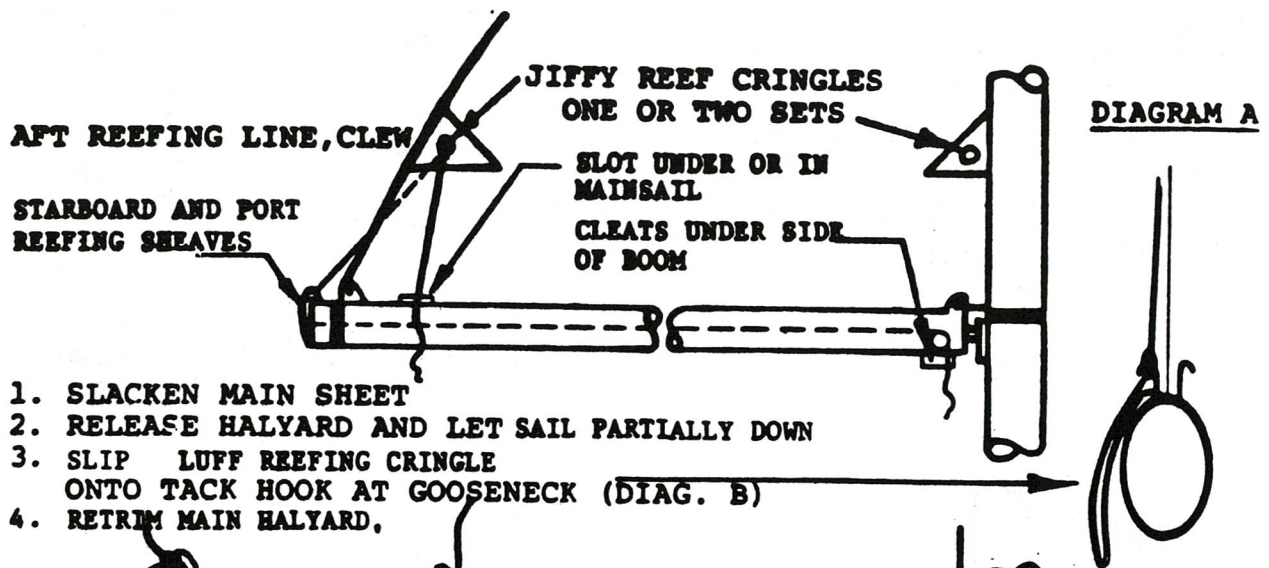 JIFFY REEF CRINGLES
ONE OR TWO SETS
DIAGRAM A
AFT REEFING LINE, CLEW
SLOT UNDER OR IN
MAINSAIL
STARBOARD AND PORT
REEFING SHEAVES
CLEATS UNDER SIDE
OF BOOM
1. SLACKEN MAIN SHEET
2. RELEASE HALYARD AND LET SAIL PARTIALLY DOWN
3. SLIP LUFF REEFING CRINGLE
ONTO TACK HOOK AT GOOSENECK (DIAG. B)
4. RETRIM MAIN HALYARD.